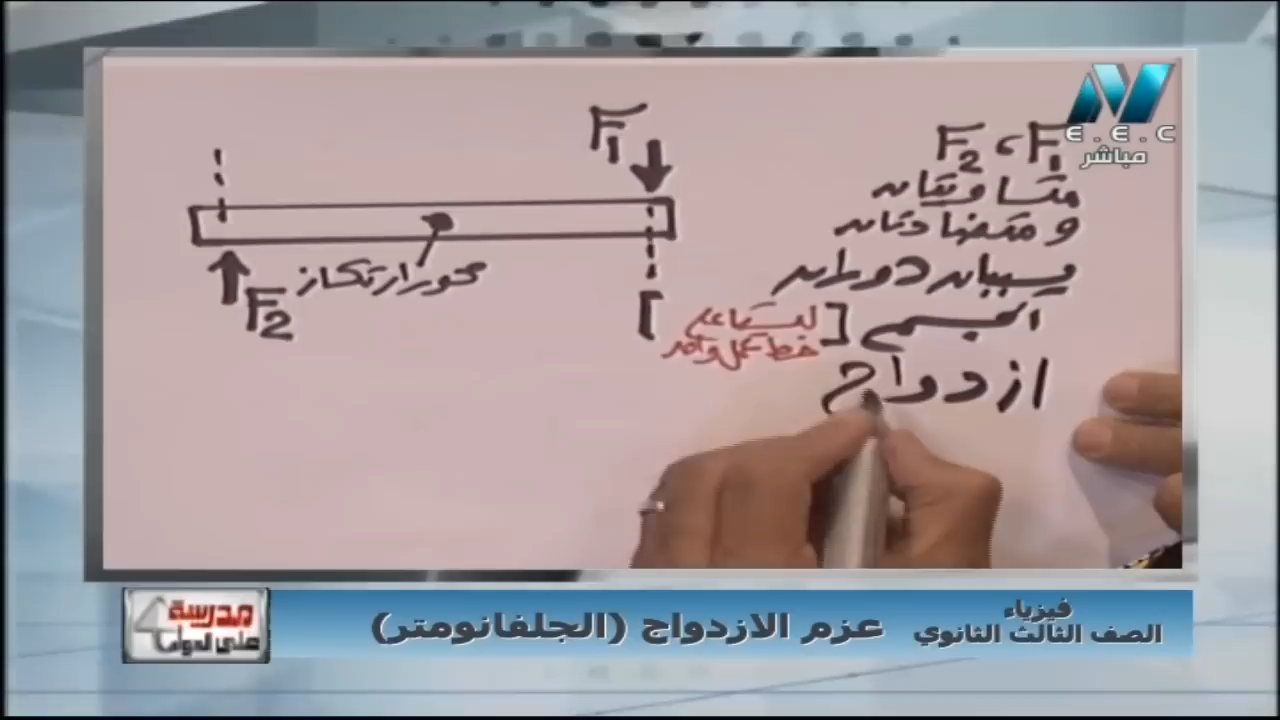 E.E.C
مباشر
F1 ، F2
متساويتان
ومتضادتان
يسببان دوران
الجسم [ليستا على
خط عمل واحد]
ازدواج
F1
محور ارتكاز
F2
فيزياء
الصف الثالث الثانوي
عزم الازدواج (الجلفانومتر)
مدرسة
على الهواء